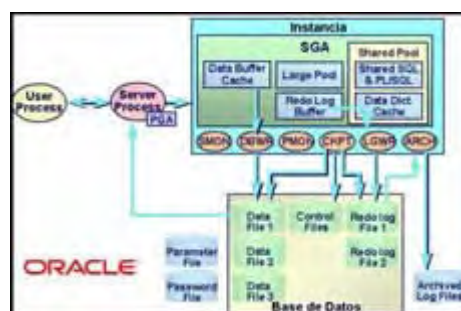 Instancia
SGA
Shared Pool
Data Buffer
Cache
Large Pool
Shared SQL
& PL/SQL
Redo Log
Buffer
Data Dict.
Cache
User
Process
Server
Process
PGA
SMON
DBWR
PMON
CKPT
LGWR
ARCH
Data
File 1
Control
Files
Redo log
File 1
Parameter
File
Data
File 2
Redo log
File 2
Password
File
Data
File 3
Archived
Log Files
ORACLE
Base de Datos